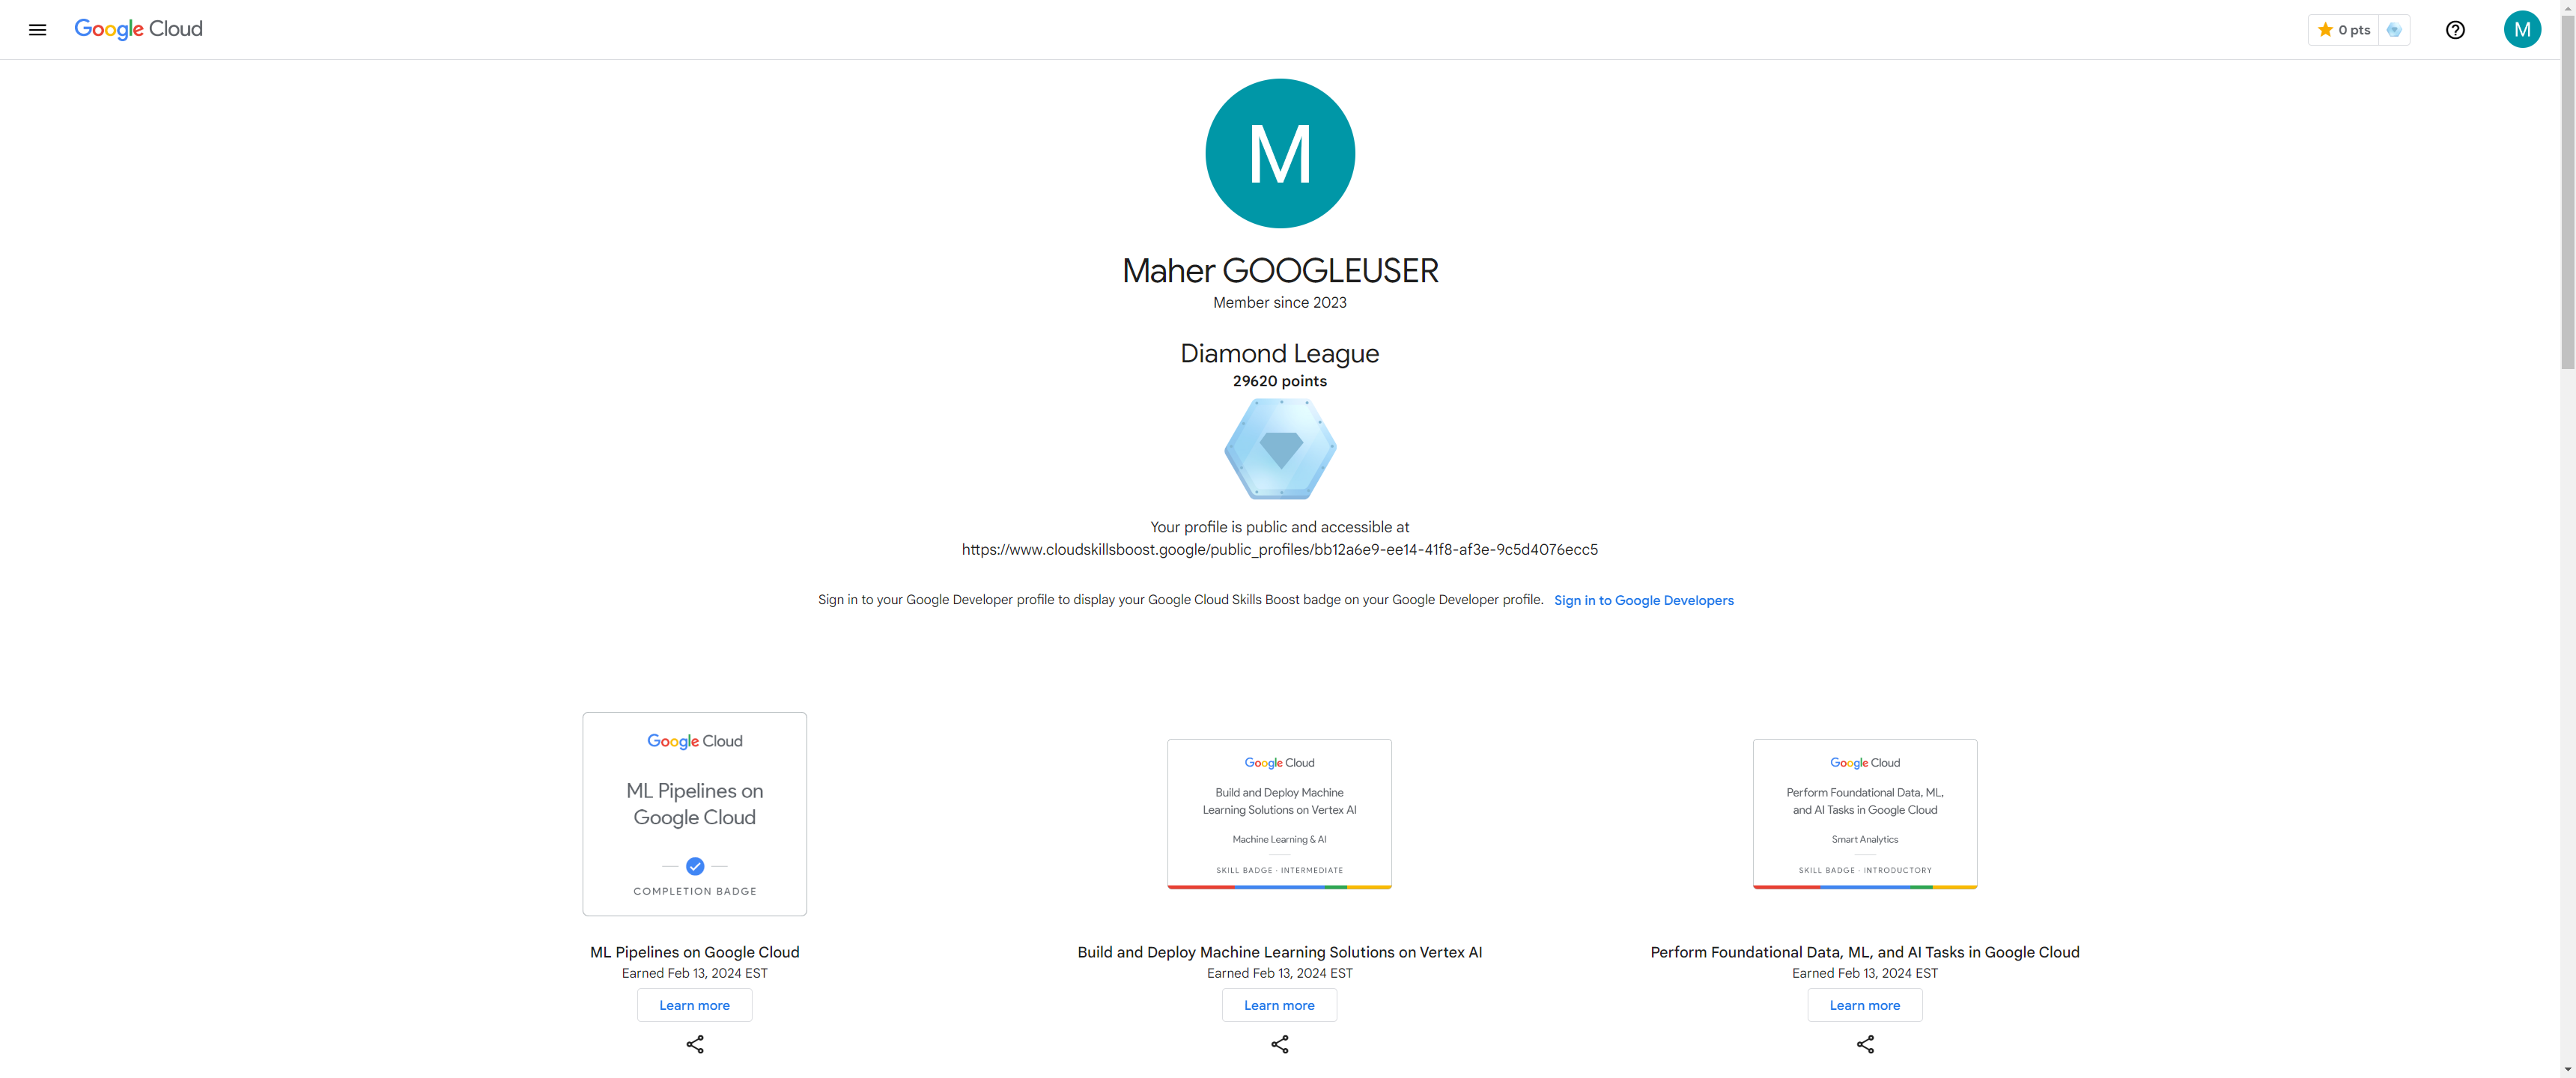 Google Cloud
0 pts
M
M
Maher GOOGLEUSER
Member since 2023
Diamond League
29620 points
Your profile is public and accessible at
https://www.cloudskillsboost.google/public_profiles/bb12a6e9-ee14-41f8-af3e-9c5d4076ecc5
Sign in to your Google Developer profile to display your Google Cloud Skills Boost badge on your Google Developer profile. Sign in to Google Developers
Google Cloud
ML Pipelines on
Google Cloud
COMPLETION BADGE
ML Pipelines on Google Cloud
Earned Feb 13, 2024 EST
Learn more
Google Cloud
Build and Deploy Machine
Learning Solutions on Vertex AI
Machine Learning & AI
SKILL BADGE · INTERMEDIATE
Build and Deploy Machine Learning Solutions on Vertex AI
Earned Feb 13, 2024 EST
Learn more
Google Cloud
Perform Foundational Data, ML,
and AI Tasks in Google Cloud
Smart Analytics
SKILL BADGE · INTRODUCTORY
Perform Foundational Data, ML, and AI Tasks in Google Cloud
Earned Feb 13, 2024 EST
Learn more